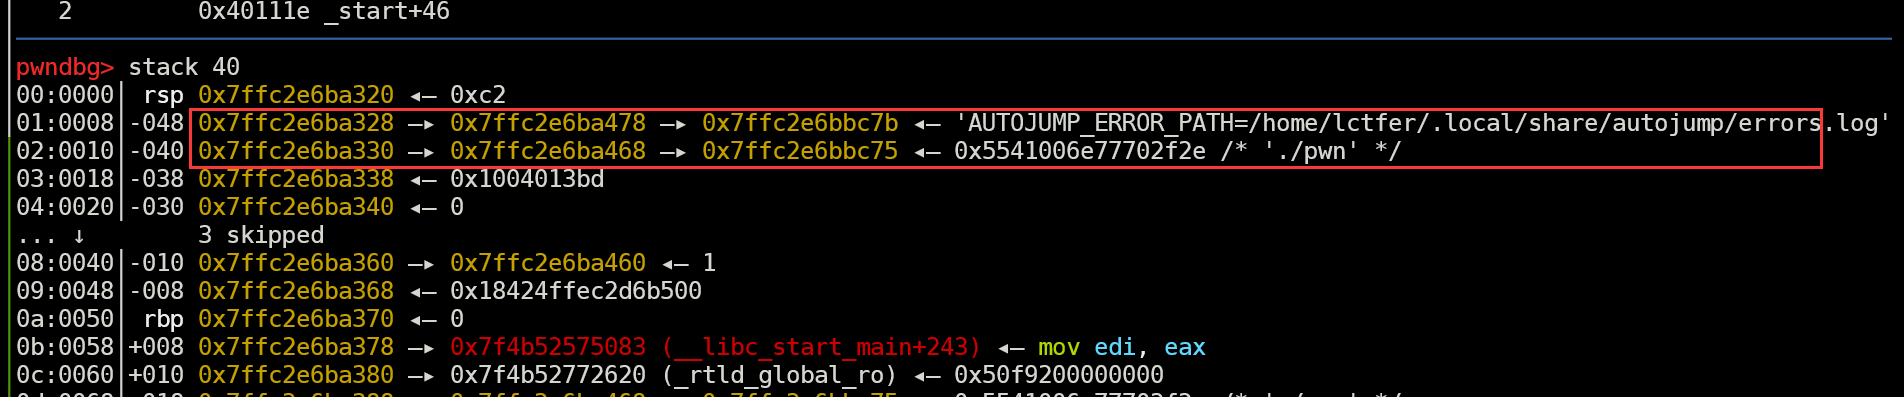 2 0x40111e _start+46
pwndbg> stack 40
00:0000│ rsp 0x7ffc2e6ba320 ◂— 0xc2
01:0008│-048 0x7ffc2e6ba328 —▸ 0x7ffc2e6ba478 —▸ 0x7ffc2e6bbc7b ◂— 'AUTOJUMP_ERROR_PATH=/home/lctfer/.local/share/autojump/errors.log'
02:0010│-040 0x7ffc2e6ba330 —▸ 0x7ffc2e6ba468 —▸ 0x7ffc2e6bbc75 ◂— 0x5541006e77702f2e /* './pwn' */
03:0018│-038 0x7ffc2e6ba338 ◂— 0x1004013bd
04:0020│-030 0x7ffc2e6ba340 ◂— 0
... ↓ 3 skipped
08:0040│-010 0x7ffc2e6ba360 —▸ 0x7ffc2e6ba460 ◂— 1
09:0048│-008 0x7ffc2e6ba368 ◂— 0x18424ffec2d6b500
0a:0050│ rbp 0x7ffc2e6ba370 ◂— 0
0b:0058│+008 0x7ffc2e6ba378 —▸ 0x7f4b52575083 (__libc_start_main+243) ◂— mov edi, eax
0c:0060│+010 0x7ffc2e6ba380 —▸ 0x7f4b52772620 (_rtld_global_ro) ◂— 0x50f9200000000